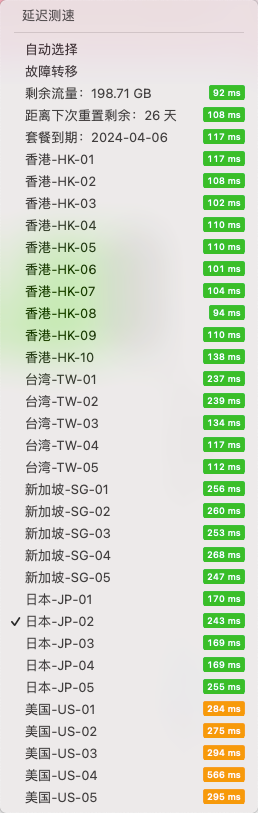 延迟测速
自动选择
故障转移
剩余流量：198.71 GB 92 ms
距离下次重置剩余：26 天 108 ms
套餐到期：2024-04-06 117 ms
香港-HK-01 117 ms
香港-HK-02 108 ms
香港-HK-03 102 ms
香港-HK-04 110 ms
香港-HK-05 110 ms
香港-HK-06 101 ms
香港-HK-07 104 ms
香港-HK-08 94 ms
香港-HK-09 110 ms
香港-HK-10 138 ms
台湾-TW-01 237 ms
台湾-TW-02 239 ms
台湾-TW-03 134 ms
台湾-TW-04 117 ms
台湾-TW-05 112 ms
新加坡-SG-01 256 ms
新加坡-SG-02 260 ms
新加坡-SG-03 253 ms
新加坡-SG-04 268 ms
新加坡-SG-05 247 ms
日本-JP-01 170 ms
✓ 日本-JP-02 243 ms
日本-JP-03 169 ms
日本-JP-04 169 ms
日本-JP-05 255 ms
美国-US-01 284 ms
美国-US-02 275 ms
美国-US-03 294 ms
美国-US-04 566 ms
美国-US-05 295 ms